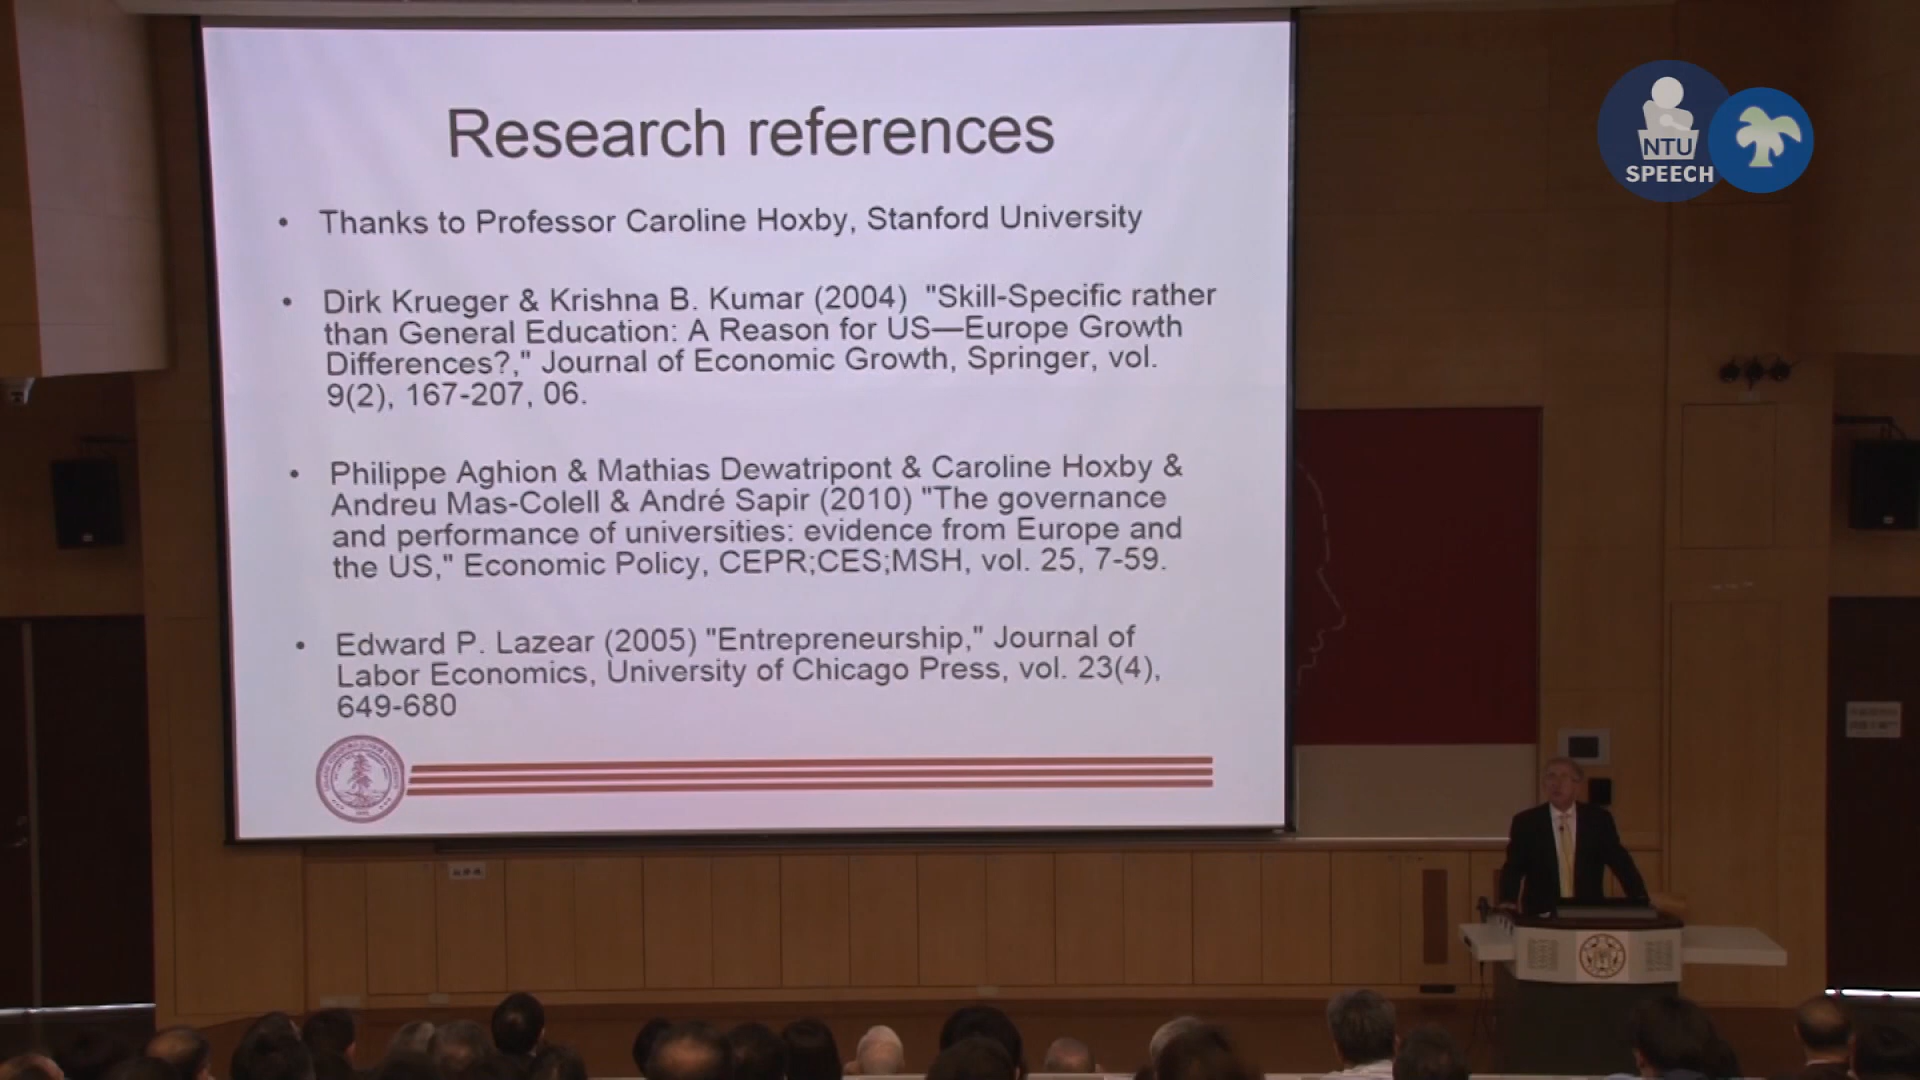 Research references
• Thanks to Professor Caroline Hoxby, Stanford University
• Dirk Krueger & Krishna B. Kumar (2004) "Skill-Specific rather
than General Education: A Reason for US—Europe Growth
Differences?," Journal of Economic Growth, Springer, vol.
9(2), 167-207, 06.
• Philippe Aghion & Mathias Dewatripont & Caroline Hoxby &
Andreu Mas-Colell & André Sapir (2010) "The governance
and performance of universities: evidence from Europe and
the US," Economic Policy, CEPR;CES;MSH, vol. 25, 7-59.
• Edward P. Lazear (2005) "Entrepreneurship," Journal of
Labor Economics, University of Chicago Press, vol. 23(4),
649-680
NTU
SPEECH